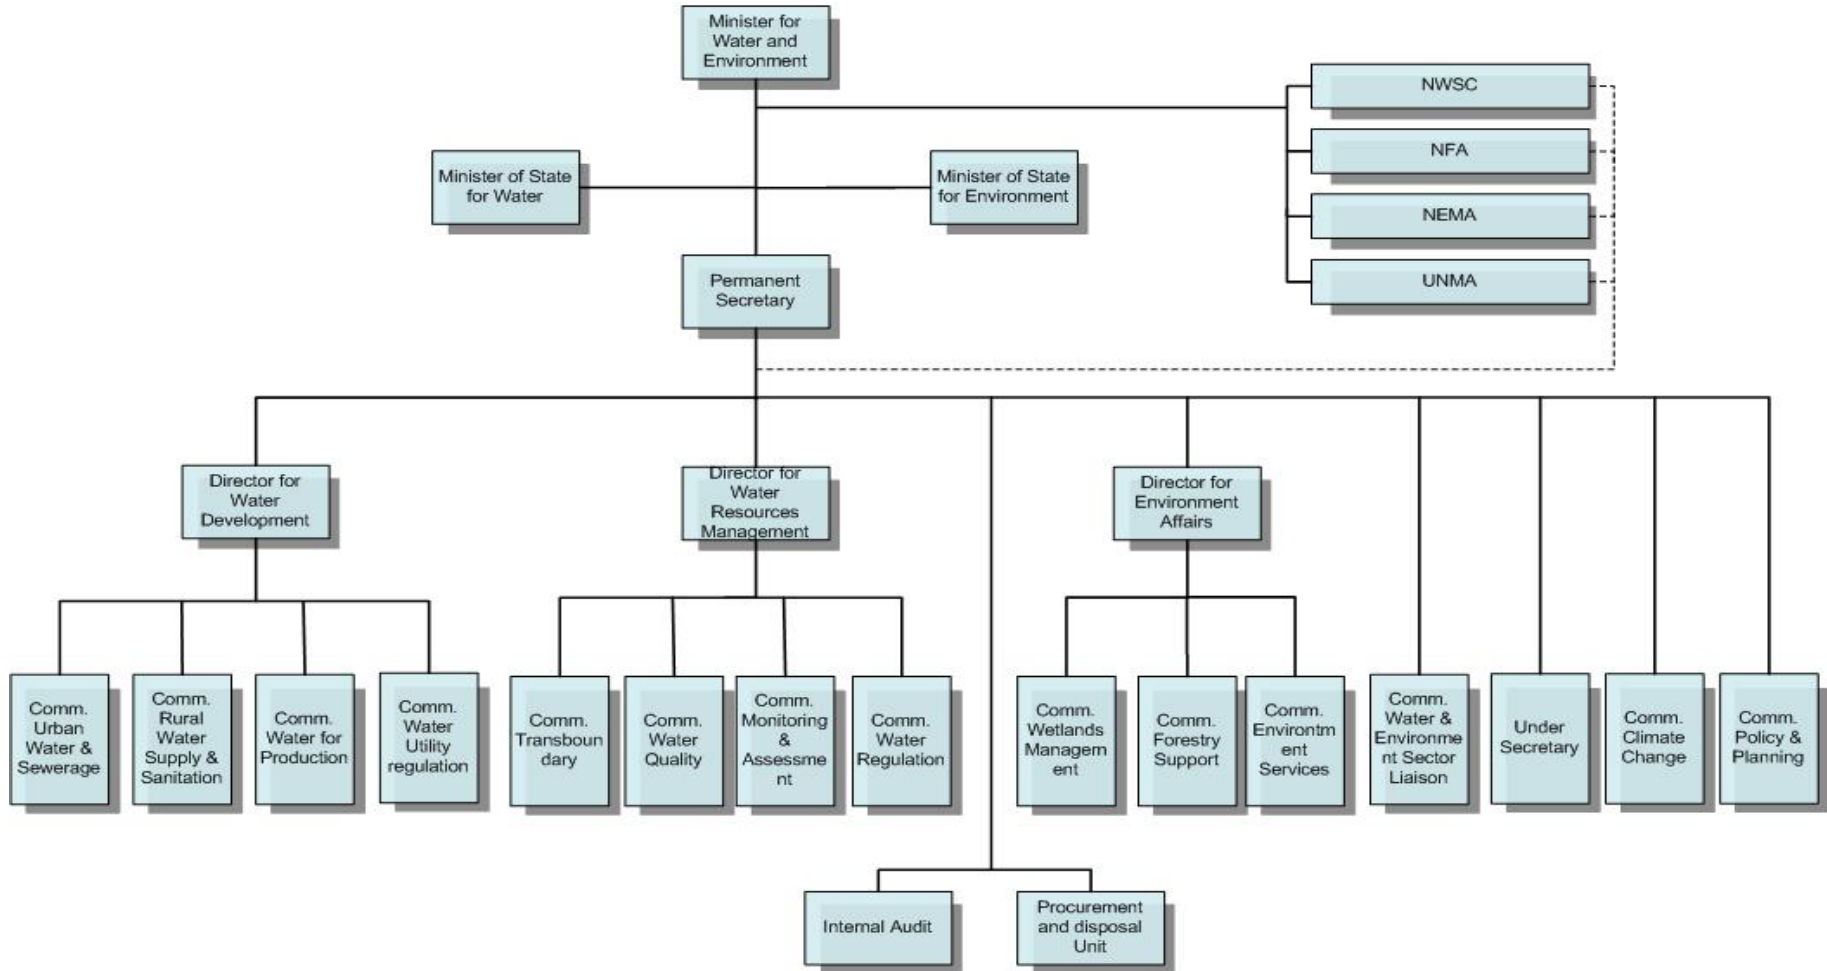 Minister for
Water and
Environment
NWSC
NFA
NEMA
UNMA
Minister of State
for Water
Minister of State
for Environment
Permanent
Secretary
Director for
Water
Development
Director for
Water
Resources
Management
Director for
Environment
Affairs
Comm.
Urban
Water &
Sewerage
Comm.
Rural
Water
Supply &
Sanitation
Comm.
Water for
Production
Comm.
Water
Utility
regulation
Comm.
Transboun
dary
Comm.
Water
Quality
Comm.
Monitoring
&
Assessme
nt
Comm.
Water
Regulation
Comm.
Wetlands
Managem
ent
Comm.
Forestry
Support
Comm.
Environtm
ent
Services
Comm.
Water &
Environme
nt Sector
Liaison
Under
Secretary
Comm.
Climate
Change
Comm.
Policy &
Planning
Internal Audit
Procurement
and disposal
Unit